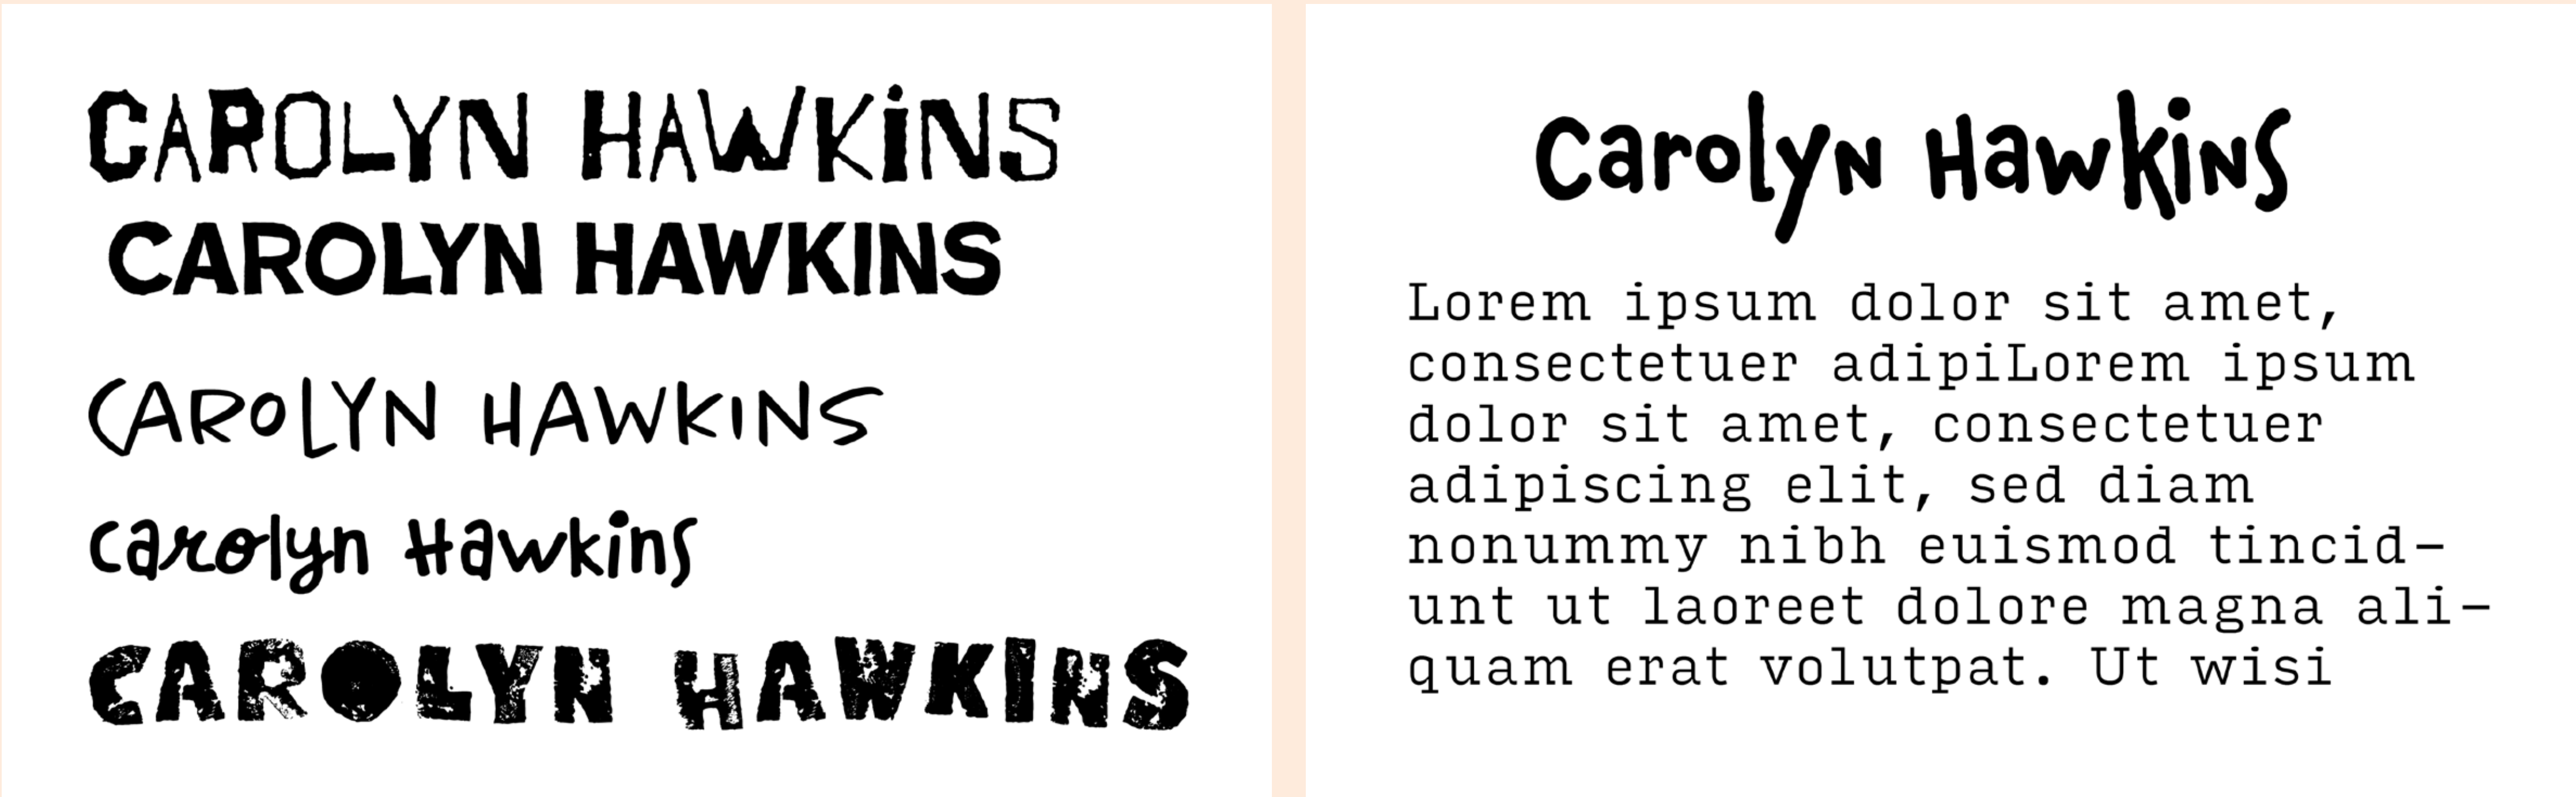 CAROLYN HAWKiNS
CAROLYN HAWKINS
CAROLYN HAWKINS
carolyn Hawkins
CAROLYN HAWKINS
Carolyn Hawkins
Lorem ipsum dolor sit amet,
consectetuer adipiLorem ipsum
dolor sit amet, consectetuer
adipiscing elit, sed diam
nonummy nibh euismod tincid-
unt ut laoreet dolore magna ali-
quam erat volutpat. Ut wisi